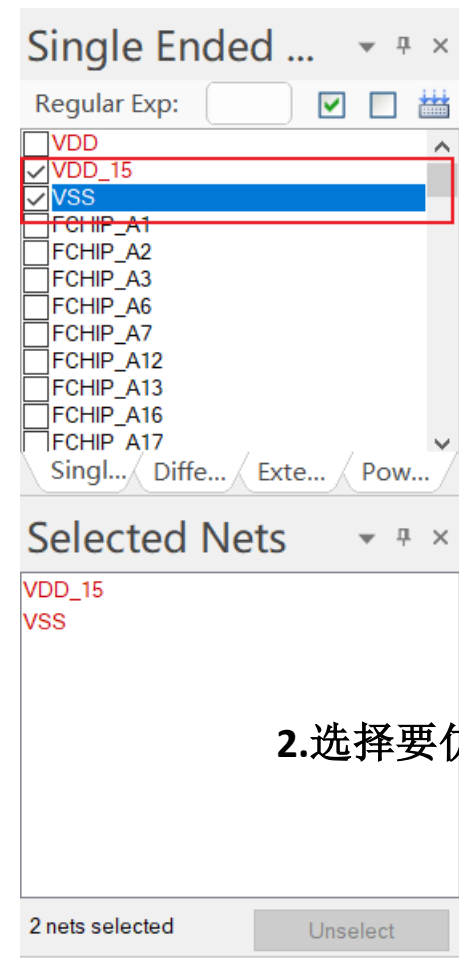 Single Ended ...
Regular Exp:
VDD
VDD_15
VSS
FCHIP_A1
FCHIP_A2
FCHIP_A3
FCHIP_A6
FCHIP_A7
FCHIP_A12
FCHIP_A13
FCHIP_A16
FCHIP_A17
Singl... Diffe... Exte... Pow...
Selected Nets
VDD_15
VSS
2.选择要
2 nets selected Unselect